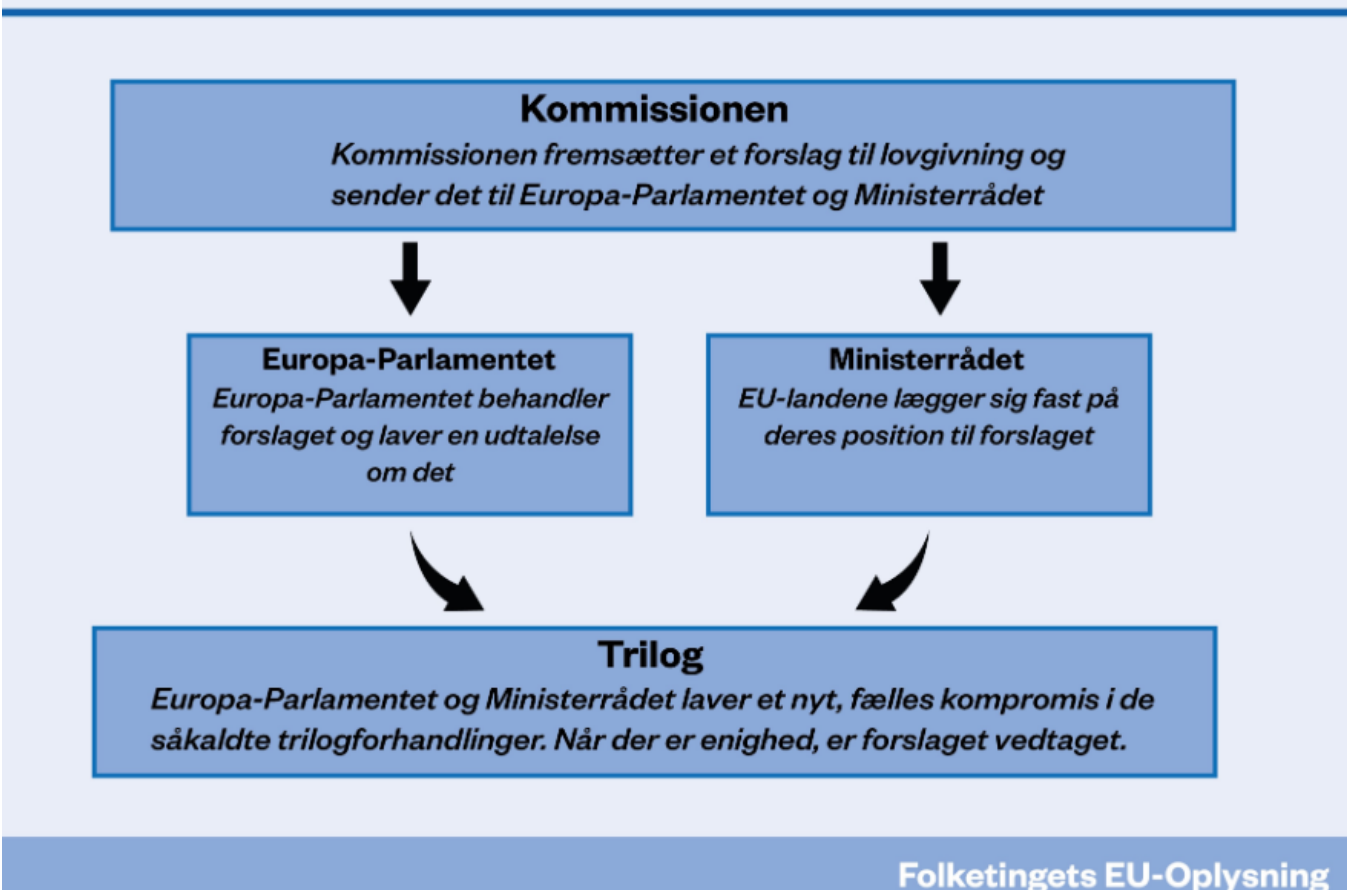 Kommissionen
Kommissionen fremsætter et forslag til lovgivning og
sender det til Europa-Parlamentet og Ministerrådet
Europa-Parlamentet
Europa-Parlamentet behandler
forslaget og laver en udtalelse
om det
Ministerrådet
EU-landene lægger sig fast på
deres position til forslaget
Trilog
Europa-Parlamentet og Ministerrådet laver et nyt, fælles kompromis i de
såkaldte trilogforhandlinger. Når der er enighed, er forslaget vedtaget.
Folketingets EU-Oplysning